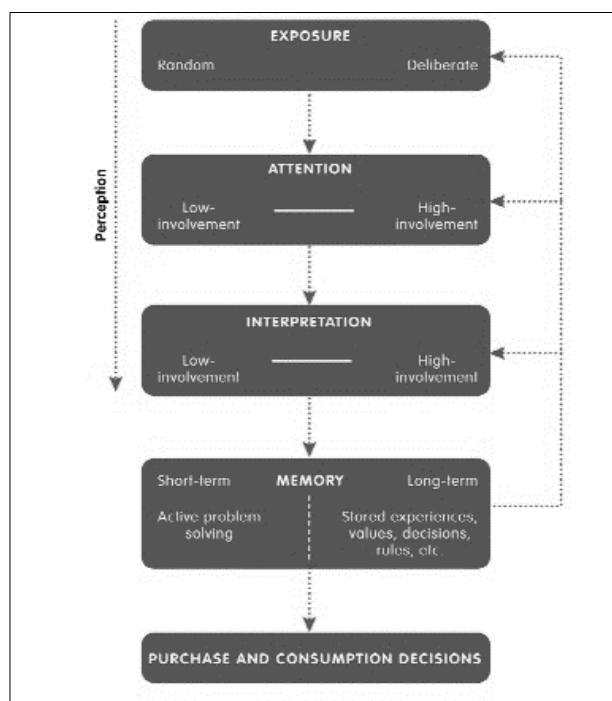 EXPOSURE
Random Deliberate
Perception
ATTENTION
Low- High-
involvement involvement
INTERPRETATION
Low- High-
involvement involvement
Short-term MEMORY Long-term
Active problem Stored experiences,
solving values, decisions,
rules, etc
PURCHASE AND CONSUMPTION DECISIONS